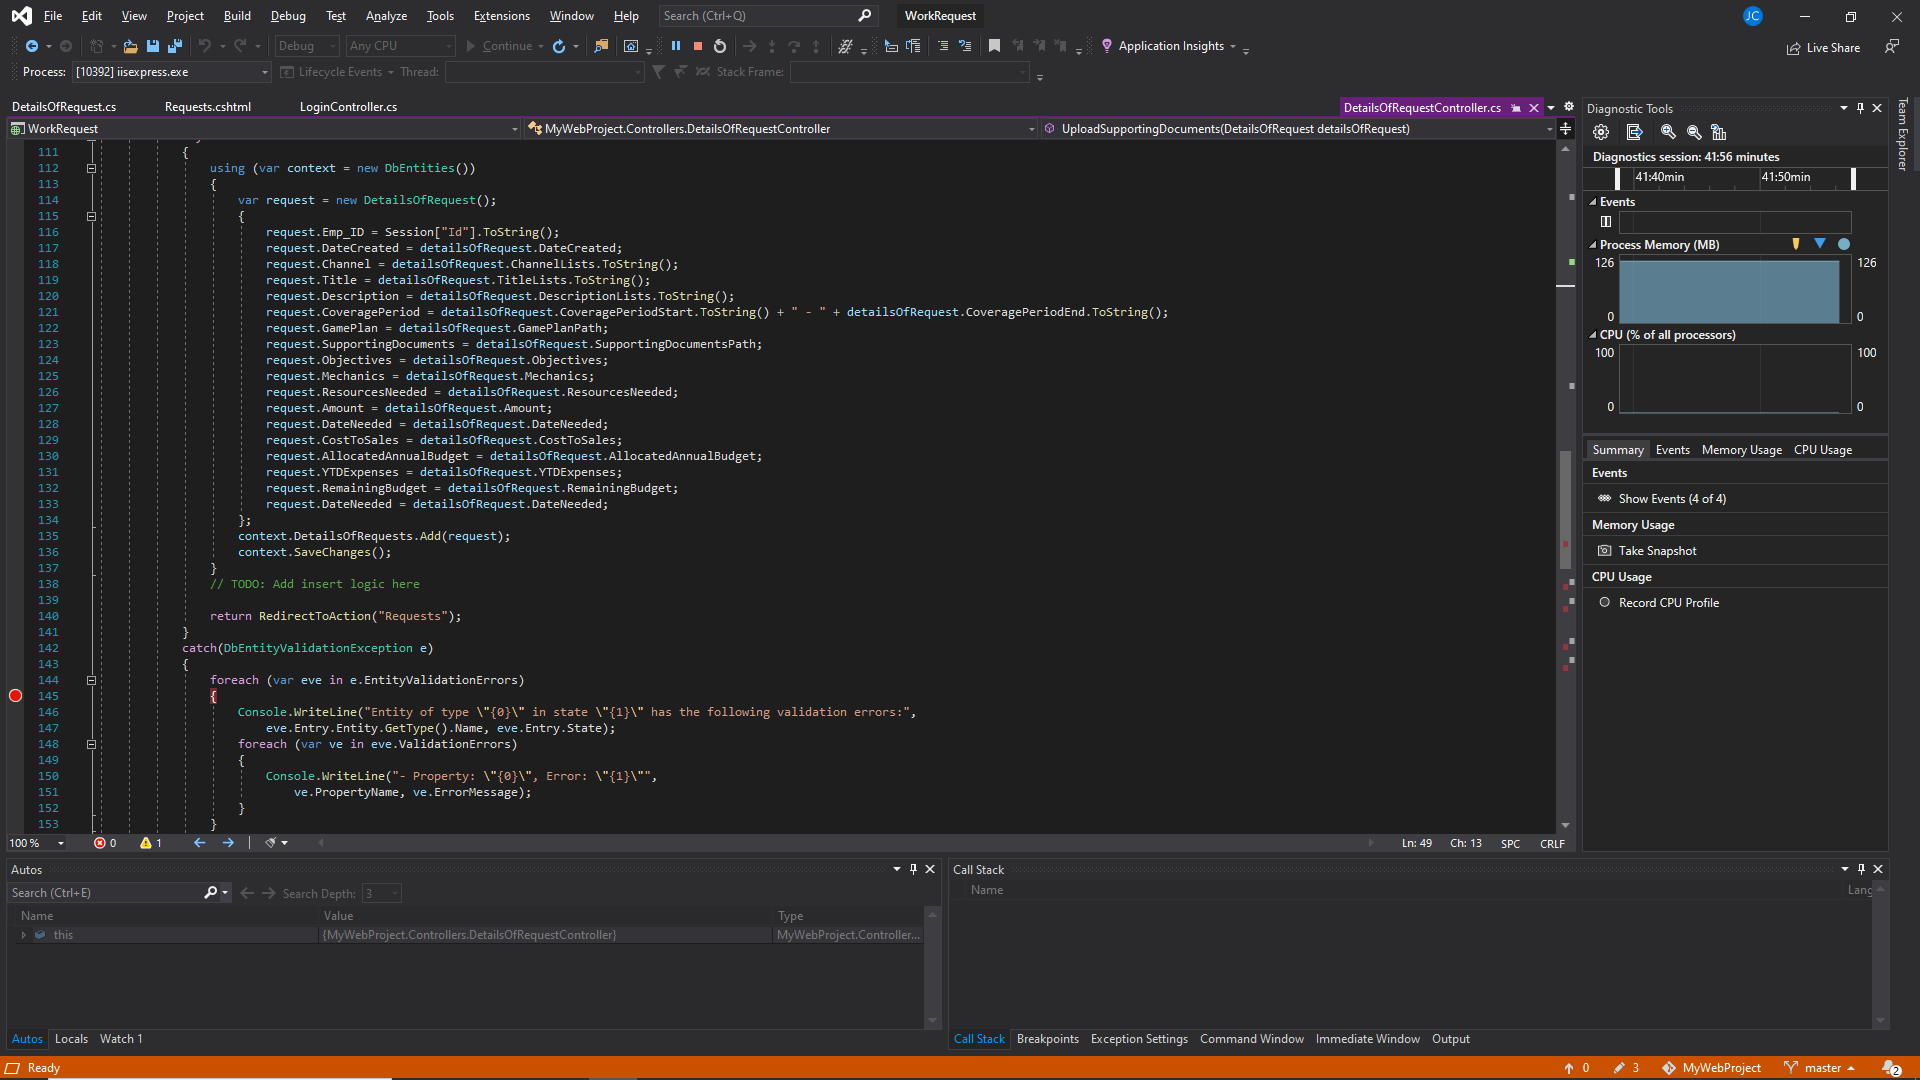 File Edit View Project Build Debug Test Analyze Tools Extensions Window Help Search (Ctrl+Q) WorkRequest JC
Debug Any CPU Continue Application Insights Live Share
Process: [10392] iisexpress.exe Lifecycle Events Thread: Stack Frame:
DetailsOfRequest.cs Requests.cshtml LoginController.cs DetailsOfRequestController.cs
WorkRequest MyWebProject.Controllers.DetailsOfRequestController UploadSupportingDocuments(DetailsOfRequest detailsOfRequest)
111 {
112 using (var context = new DbEntities())
113 {
114 var request = new DetailsOfRequest();
115 {
116 request.Emp_ID = Session["Id"].ToString();
117 request.DateCreated = detailsOfRequest.DateCreated;
118 request.Channel = detailsOfRequest.ChannelLists.ToString();
119 request.Title = detailsOfRequest.TitleLists.ToString();
120 request.Description = detailsOfRequest.DescriptionLists.ToString();
121 request.CoveragePeriod = detailsOfRequest.CoveragePeriodStart.ToString() + " - " + detailsOfRequest.CoveragePeriodEnd.ToString();
122 request.GamePlan = detailsOfRequest.GamePlanPath;
123 request.SupportingDocuments = detailsOfRequest.SupportingDocumentsPath;
124 request.Objectives = detailsOfRequest.Objectives;
125 request.Mechanics = detailsOfRequest.Mechanics;
126 request.ResourcesNeeded = detailsOfRequest.ResourcesNeeded;
127 request.Amount = detailsOfRequest.Amount;
128 request.DateNeeded = detailsOfRequest.DateNeeded;
129 request.CostToSales = detailsOfRequest.CostToSales;
130 request.AllocatedAnnualBudget = detailsOfRequest.AllocatedAnnualBudget;
131 request.YTDExpenses = detailsOfRequest.YTDExpenses;
132 request.RemainingBudget = detailsOfRequest.RemainingBudget;
133 request.DateNeeded = detailsOfRequest.DateNeeded;
134 };
135 context.DetailsOfRequests.Add(request);
136 context.SaveChanges();
137 }
138 // TODO: Add insert logic here
139
140 return RedirectToAction("Requests");
141 }
142 catch(DbEntityValidationException e)
143 {
144 foreach (var eve in e.EntityValidationErrors)
145 {
146 Console.WriteLine("Entity of type \"{0}\" in state \"{1}\" has the following validation errors:",
147 eve.Entry.Entity.GetType().Name, eve.Entry.State);
148 foreach (var ve in eve.ValidationErrors)
149 {
150 Console.WriteLine("- Property: \"{0}\", Error: \"{1}\"",
151 ve.PropertyName, ve.ErrorMessage);
152 }
153 }
100 % 0 1 Ln: 49 Ch: 13 SPC CRLF
Diagnostic Tools
Diagnostics session: 41:56 minutes
41:40min 41:50min
Events
Process Memory (MB)
126 126
0 0
CPU (% of all processors)
100 100
0 0
Summary Events Memory Usage CPU Usage
Events
Show Events (4 of 4)
Memory Usage
Take Snapshot
CPU Usage
Record CPU Profile
Team Explorer
Autos
Search (Ctrl+E) Search Depth: 3
Name Value Type
this {MyWebProject.Controllers.DetailsOfRequestController} MyWebProject.Controller...
Autos Locals Watch 1
Call Stack
Name Lang
Call Stack Breakpoints Exception Settings Command Window Immediate Window Output
Ready 0 3 MyWebProject master 2